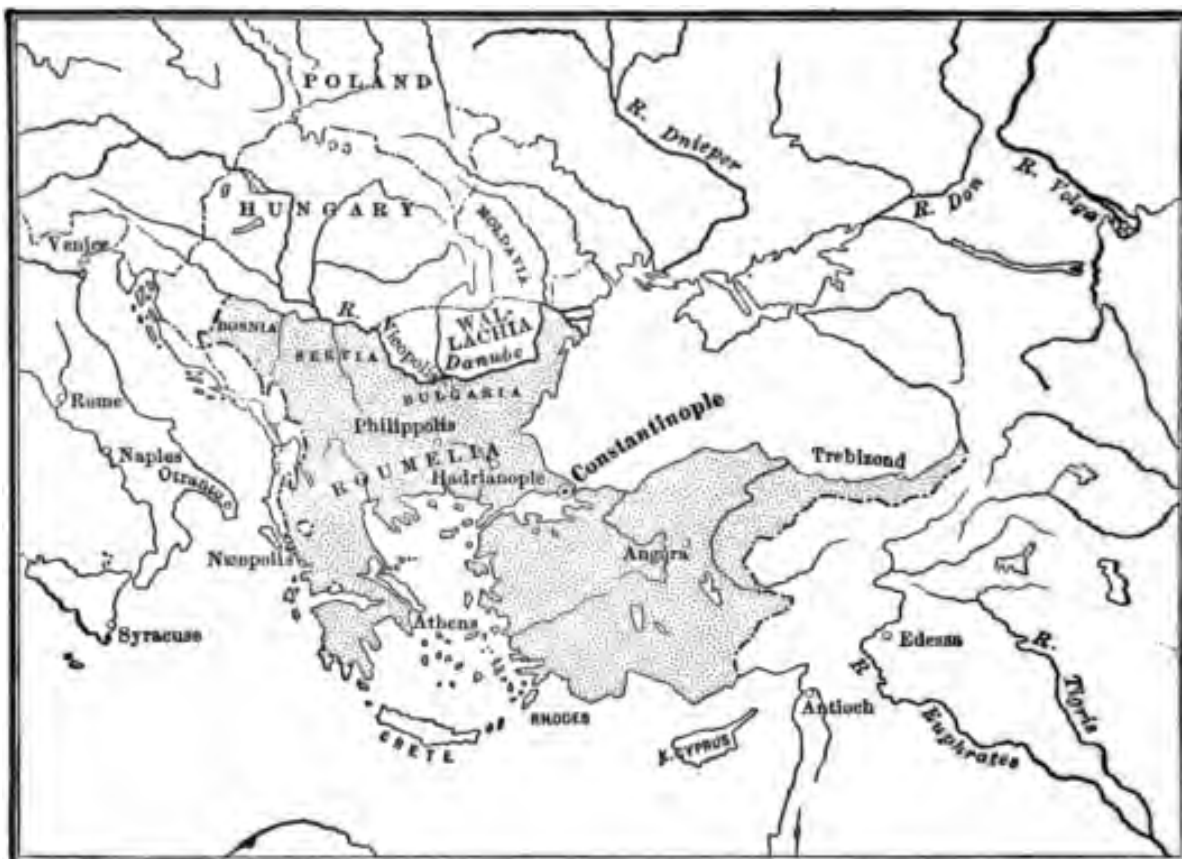 POLAND
R. Dnieper
R. Don
R. Volga
HUNGARY
MOLDAVIA
Venice
R.
Nicopolis
WAL-
LACHIA
Danube
BOSNIA
SERVIA
BULGARIA
Rome
Philippolis
Constantinople
Naples
ROUMELIA
Trebizond
Otranto
Hadrianople
Nicopolis
Angora
Athens
Syracuse
Edessa
R. Tigris
RHODES
Antioch
R. Euphrates
CRETE
K. CYPRUS